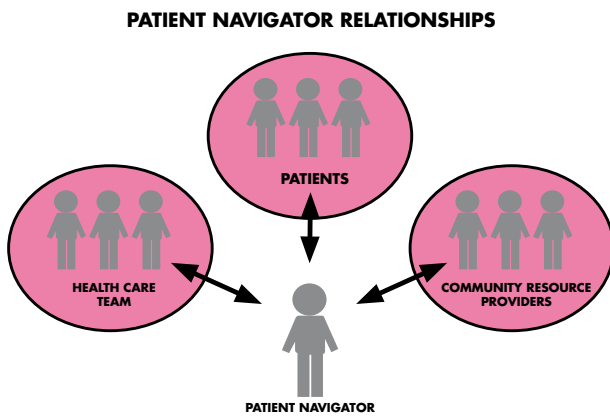 PATIENT NAVIGATOR RELATIONSHIPS
PATIENTS
HEALTH CARE
TEAM
COMMUNITY RESOURCE
PROVIDERS
PATIENT NAVIGATOR